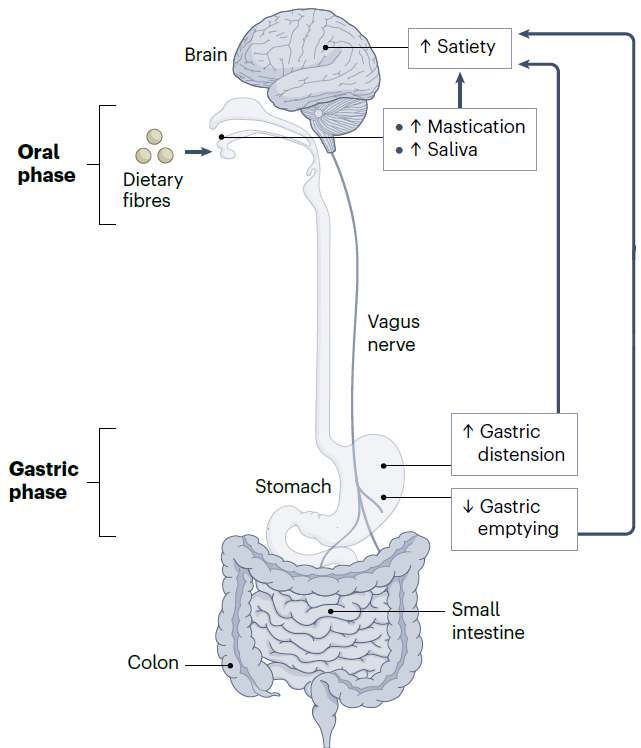 Brain
↑ Satiety
Oral
phase
Dietary
fibres
• ↑ Mastication
• ↑ Saliva
Vagus
nerve
Gastric
phase
Stomach
↑ Gastric
distension
↓ Gastric
emptying
Small
intestine
Colon